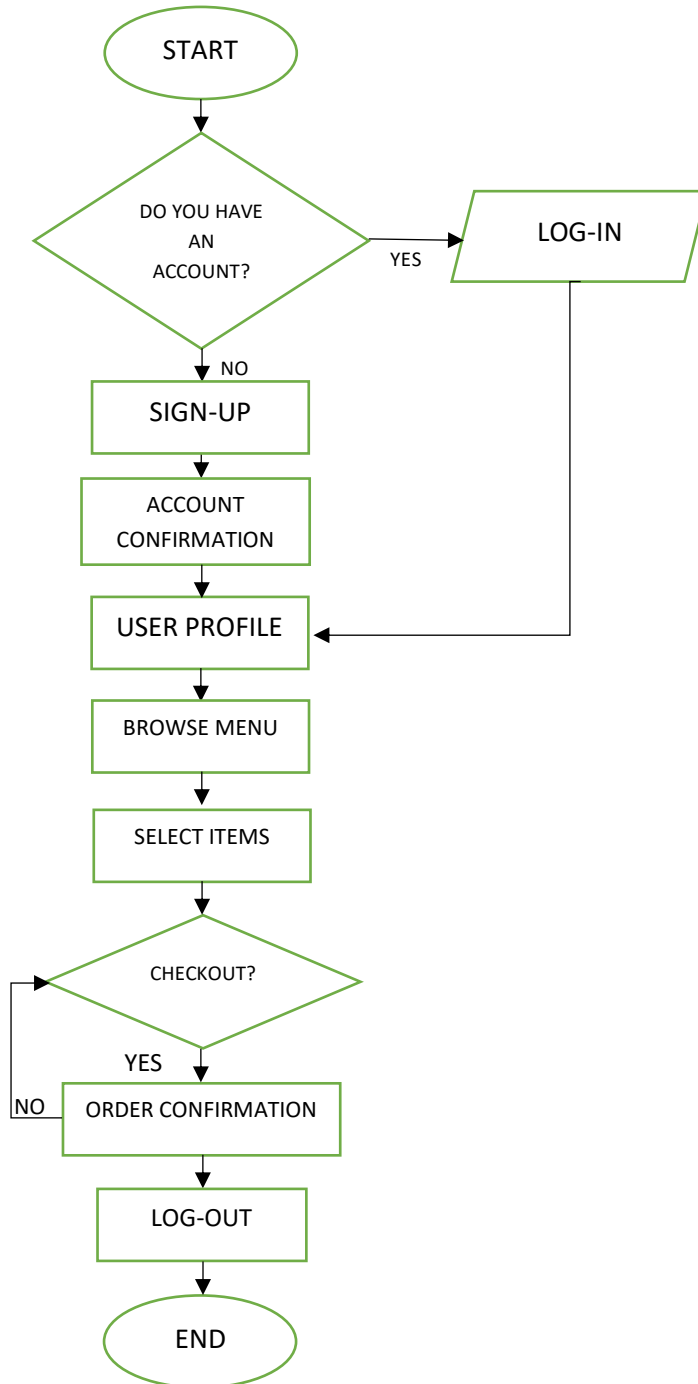 START
DO YOU HAVE
AN
ACCOUNT?
YES
LOG-IN
NO
SIGN-UP
ACCOUNT
CONFIRMATION
USER PROFILE
BROWSE MENU
SELECT ITEMS
CHECKOUT?
YES
NO
ORDER CONFIRMATION
LOG-OUT
END